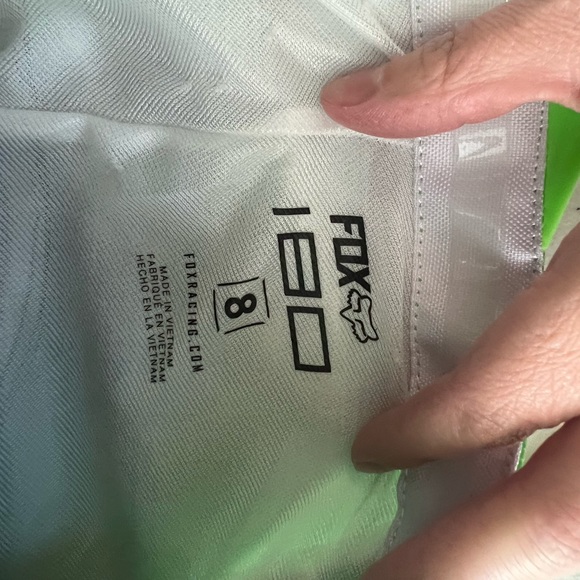 FOX
180
8
FOXRACING.COM
MADE IN VIETNAM
FABRIQUÉ EN VIETNAM
HECHO EN LA VIETNAM